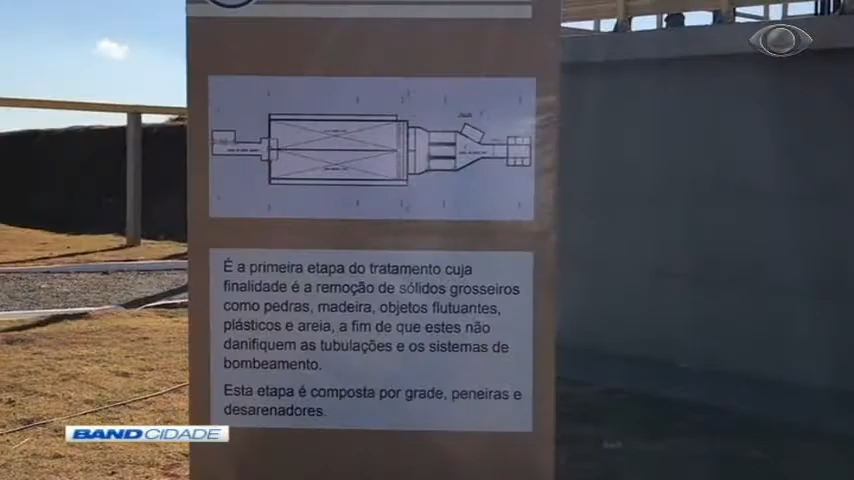 É a primeira etapa do tratamento cuja
finalidade é a remoção de sólidos grosseiros
como pedras, madeira, objetos flutuantes,
plásticos e areia, a fim de que estes não
danifiquem as tubulações e os sistemas de
bombeamento.
Esta etapa é composta por grade, peneiras e
desarenadores.
BAND CIDADE